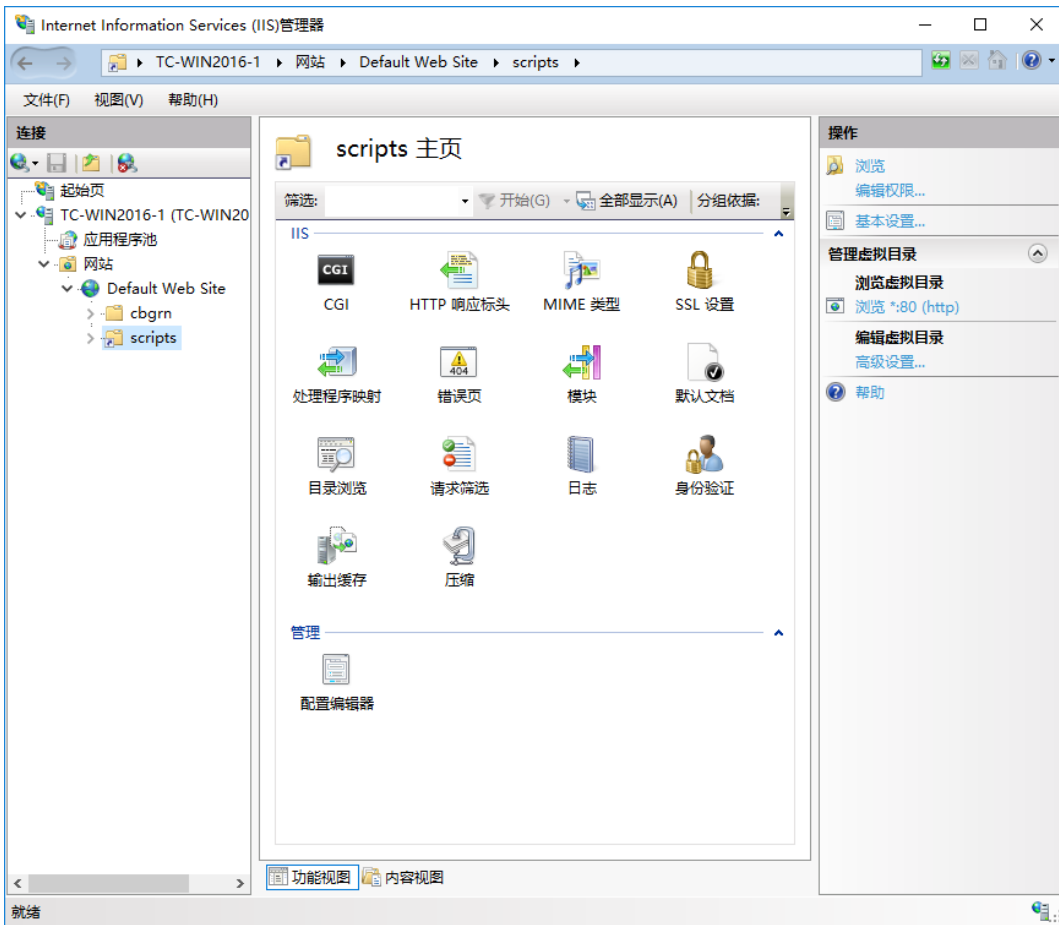 Internet Information Services (IIS)管理器
TC-WIN2016-1 网站 Default Web Site scripts
文件(F) 视图(V) 帮助(H)
连接
起始页
TC-WIN2016-1 (TC-WIN20
应用程序池
网站
Default Web Site
cbgrn
scripts
scripts 主页
筛选: 开始(G) 全部显示(A) 分组依据:
IIS
CGI
CGI HTTP 响应标头 MIME 类型 SSL 设置
404
处理程序映射 错误页 模块 默认文档
目录浏览 请求筛选 日志 身份验证
输出缓存 压缩
管理
配置编辑器
功能视图 内容视图
操作
浏览
编辑权限...
基本设置...
管理虚拟目录
浏览虚拟目录
浏览 *:80 (http)
编辑虚拟目录
高级设置...
帮助
就绪